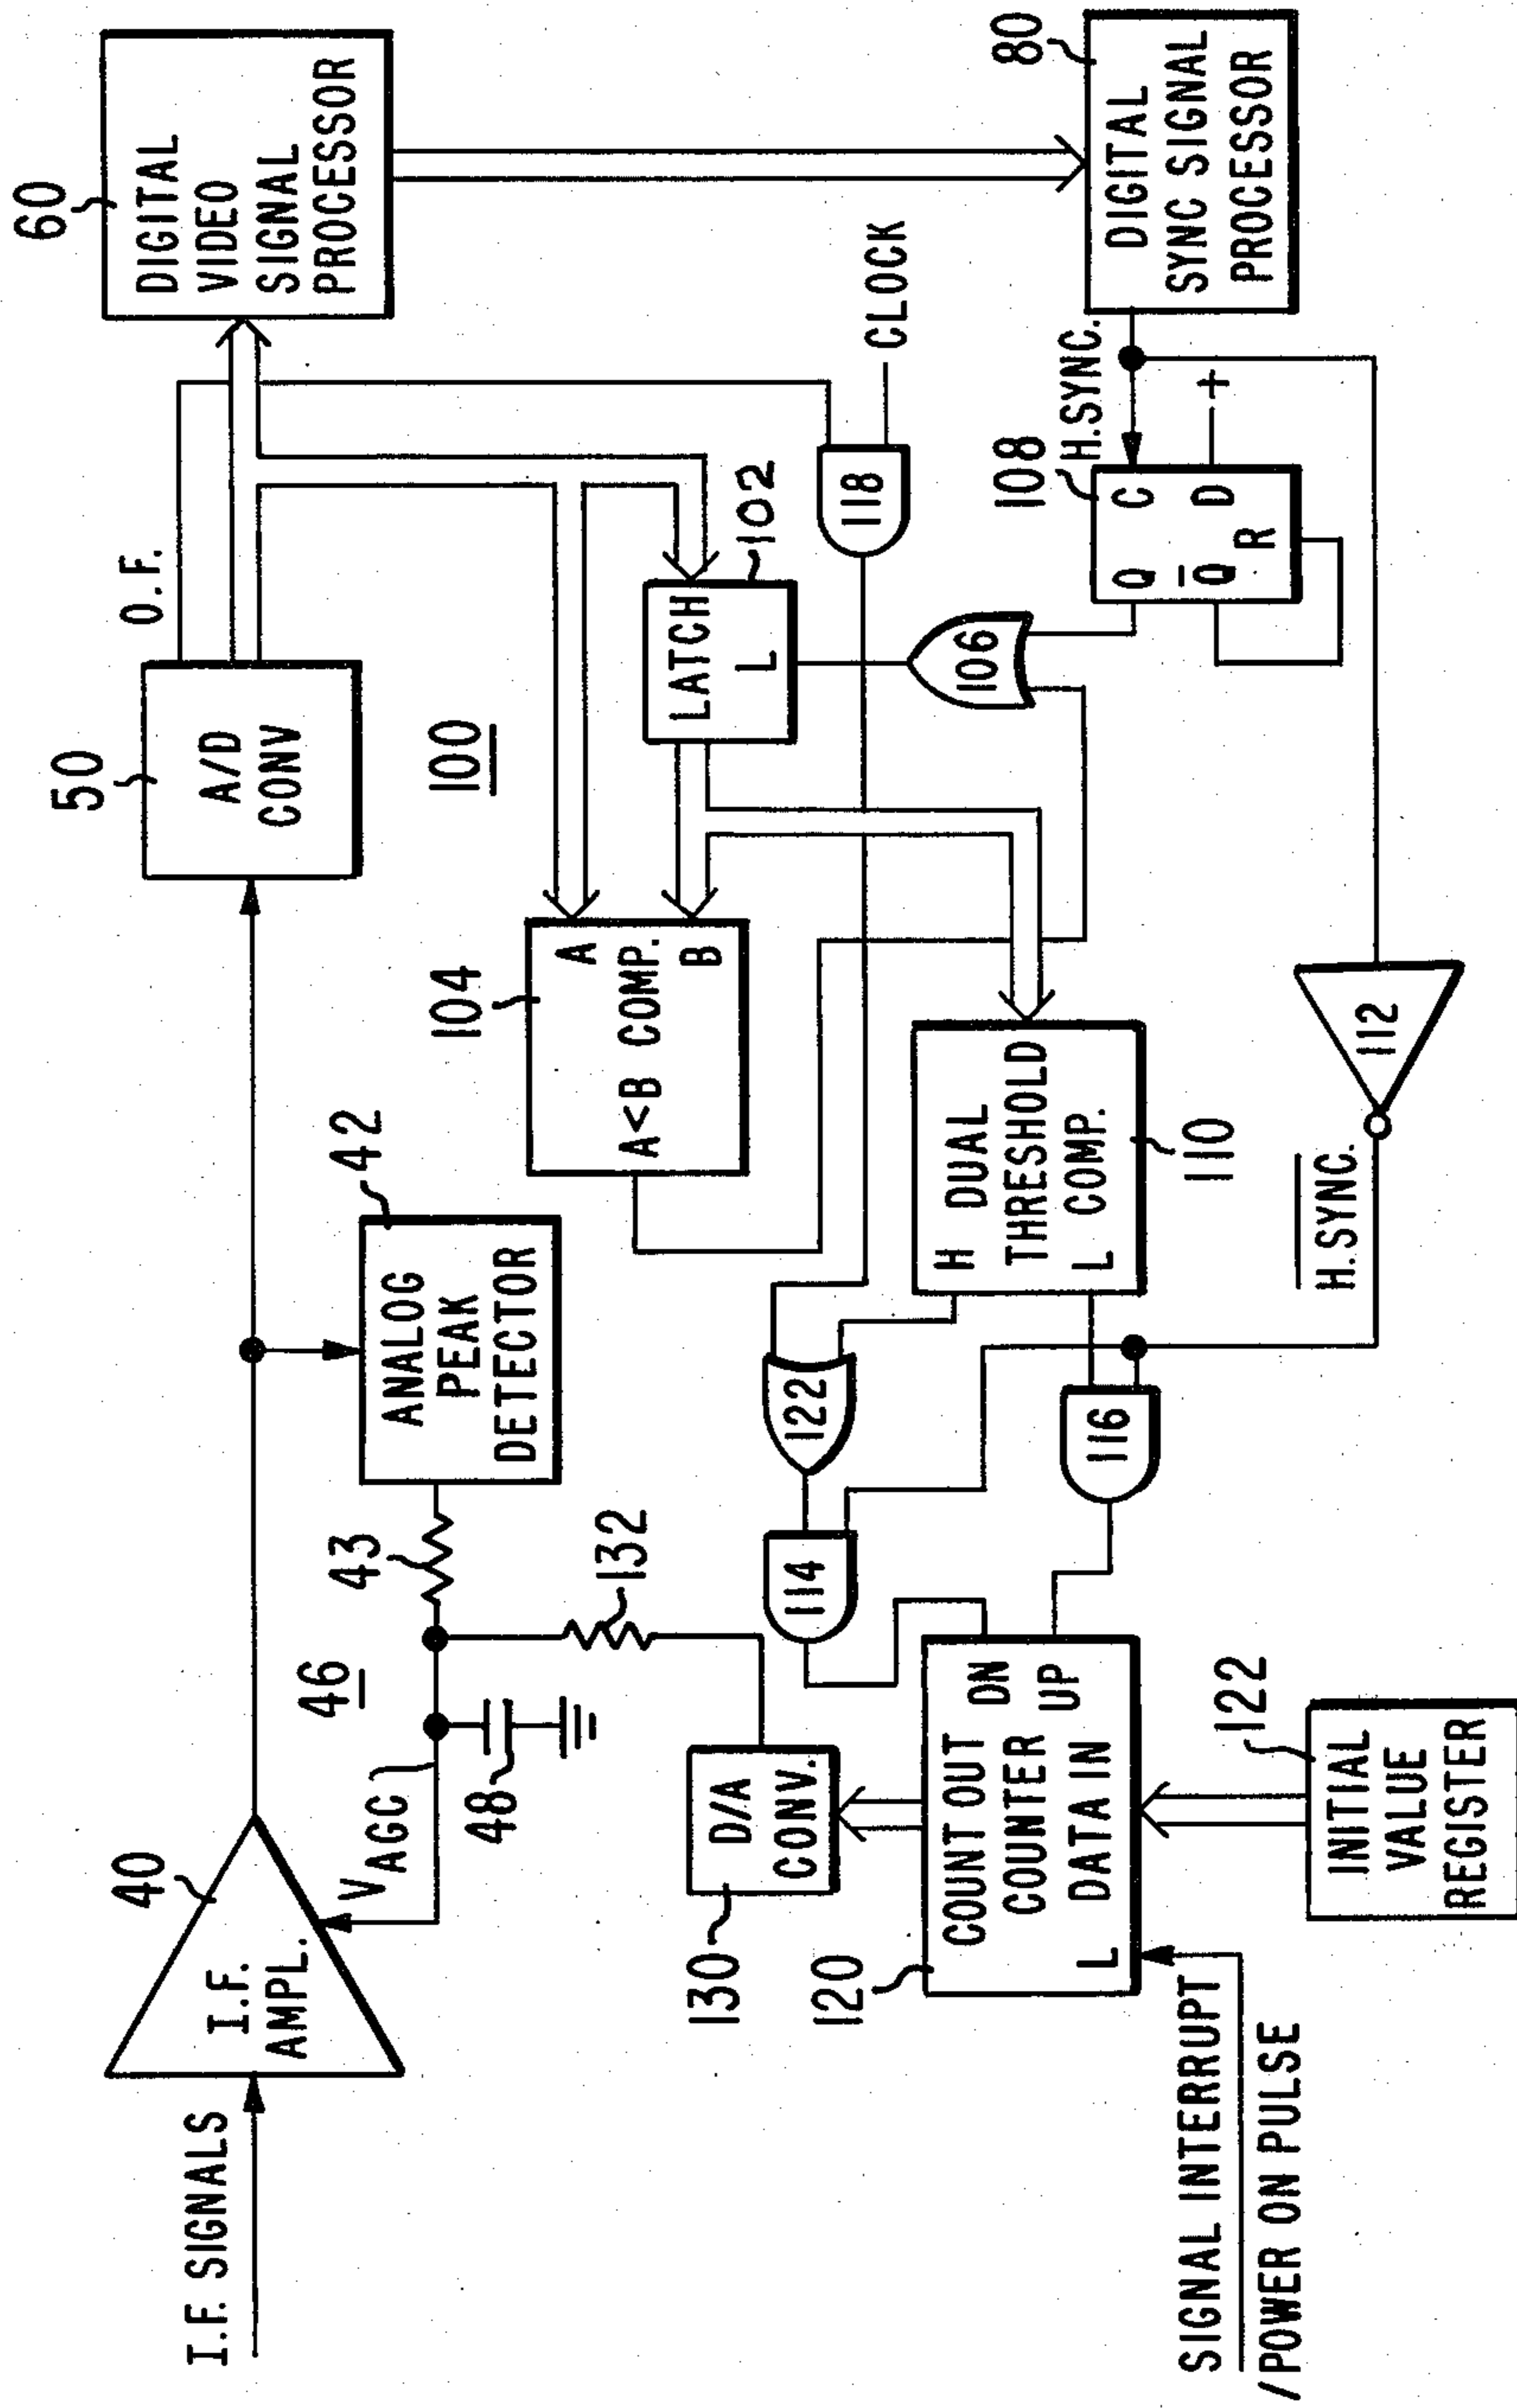 I.F. SIGNALS
40
I.F.
AMPL.
V AGC
46
48
43
132
42
ANALOG
PEAK
DETECTOR
50
A/D
CONV
O.F.
60
DIGITAL
VIDEO
SIGNAL
PROCESSOR
100
104
A
A<B COMP.
B
LATCH
L
102
118
CLOCK
106
108
H.SYNC.
C
Q
D
Q̅
R
+
80
DIGITAL
SYNC SIGNAL
PROCESSOR
H
DUAL
THRESHOLD
L
COMP.
110
112
H̅.̅S̅Y̅N̅C̅.̅
122
114
116
130
D/A
CONV.
120
COUNT OUT
DN
COUNTER
UP
DATA IN
L
122
INITIAL
VALUE
REGISTER
SIGNAL INTERRUPT
/POWER ON PULSE